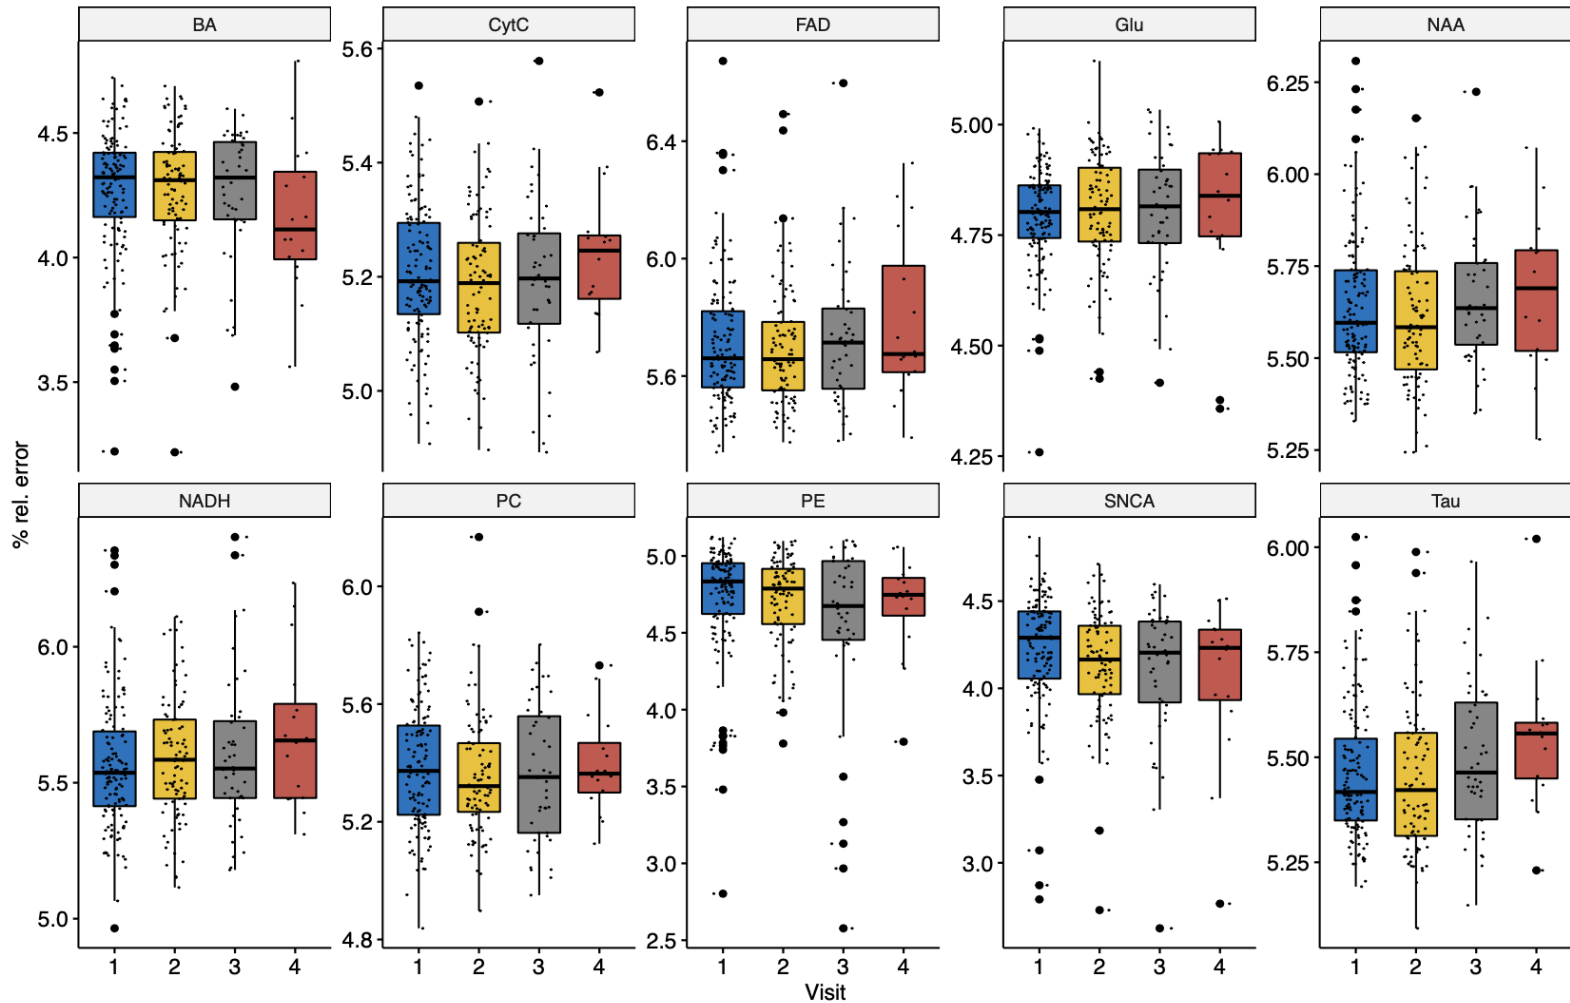 BA CytC FAD Glu NAA
4.5 4.0 3.5
5.6 5.4 5.2 5.0
6.4 6.0 5.6
5.00 4.75 4.50 4.25
6.25 6.00 5.75 5.50 5.25
% rel. error
NADH PC PE SNCA Tau
6.0 5.5 5.0
6.0 5.6 5.2 4.8
5.0 4.5 4.0 3.5 3.0 2.5
4.5 4.0 3.5 3.0
6.00 5.75 5.50 5.25
1 2 3 4 1 2 3 4 1 2 3 4 1 2 3 4 1 2 3 4
Visit